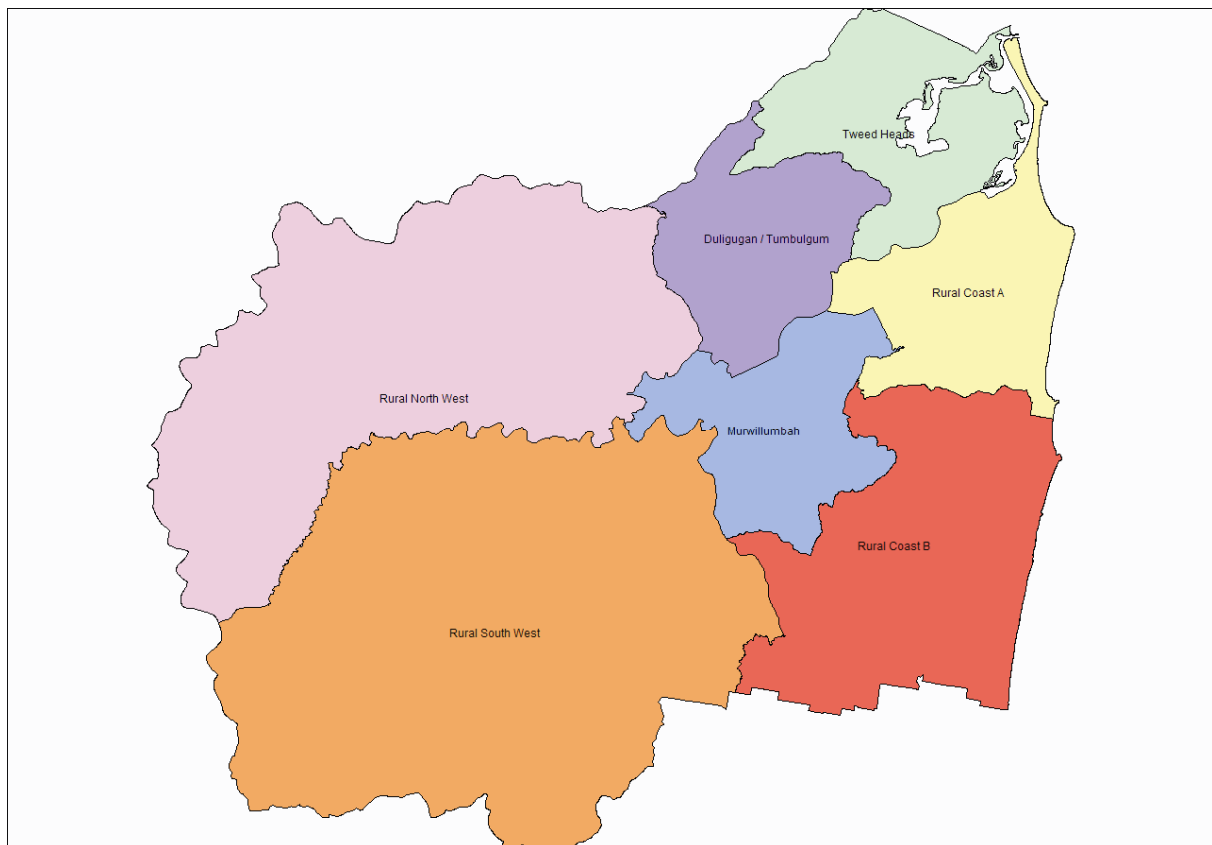 Tweed Heads
Duligugan / Tumbulgum
Rural Coast A
Rural North West
Murwillumbah
Rural Coast B
Rural South West